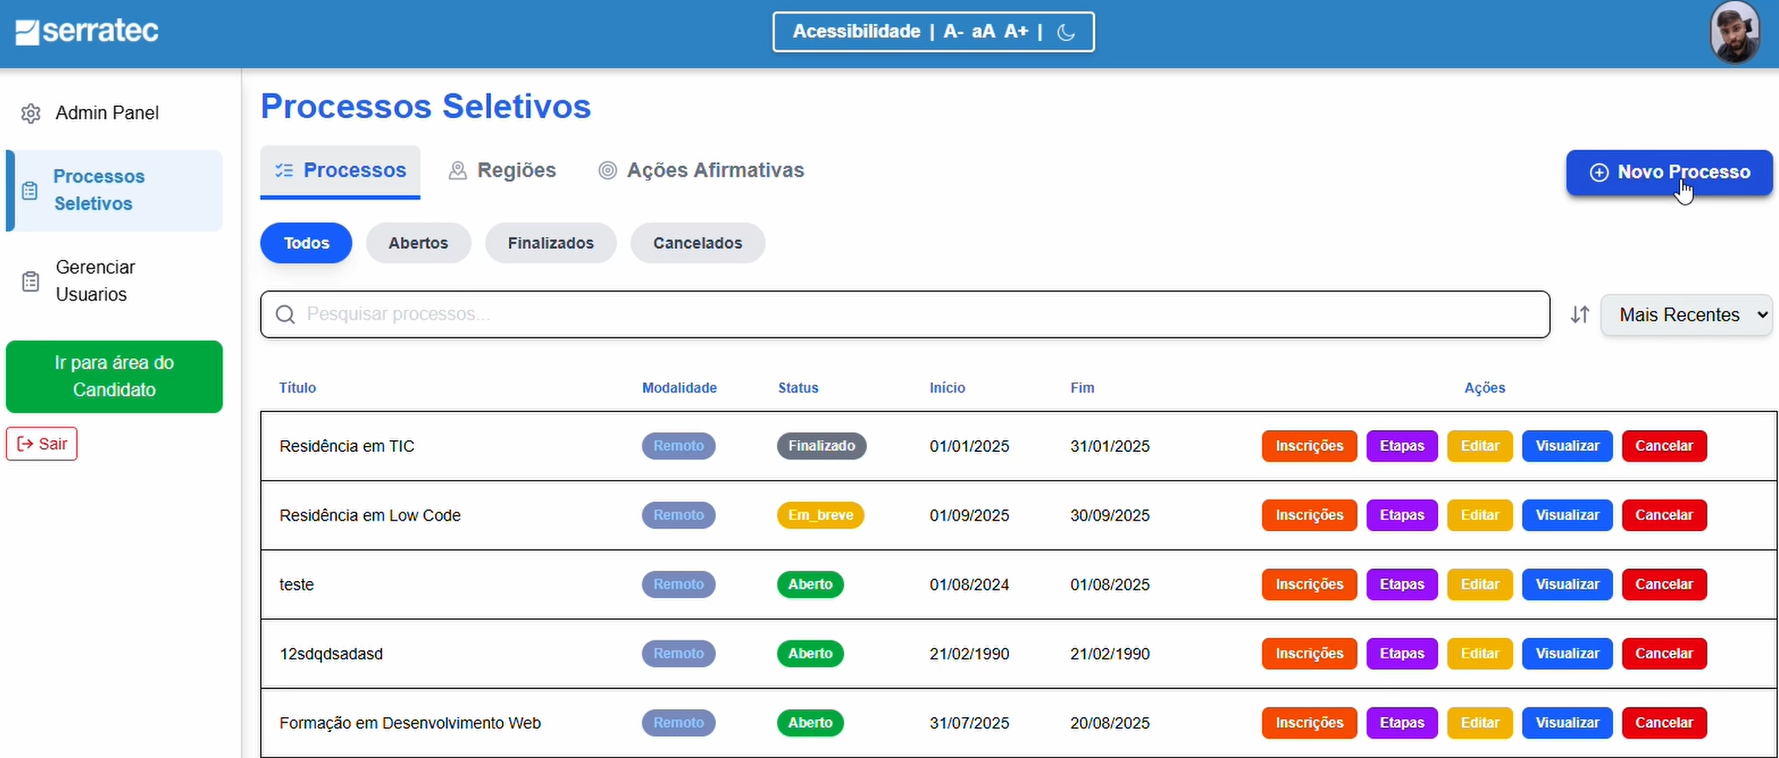 serratec
Acessibilidade | A- aA A+ |
Admin Panel
Processos
Seletivos
Gerenciar
Usuarios
Ir para área do
Candidato
Sair
Processos Seletivos
Processos Regiões Ações Afirmativas
Novo Processo
Todos Abertos Finalizados Cancelados
Pesquisar processos...
Mais Recentes
Título Modalidade Status Início Fim Ações
Residência em TIC Remoto Finalizado 01/01/2025 31/01/2025 Inscrições Etapas Editar Visualizar Cancelar
Residência em Low Code Remoto Em_breve 01/09/2025 30/09/2025 Inscrições Etapas Editar Visualizar Cancelar
teste Remoto Aberto 01/08/2024 01/08/2025 Inscrições Etapas Editar Visualizar Cancelar
12sdqdsadasd Remoto Aberto 21/02/1990 21/02/1990 Inscrições Etapas Editar Visualizar Cancelar
Formação em Desenvolvimento Web Remoto Aberto 31/07/2025 20/08/2025 Inscrições Etapas Editar Visualizar Cancelar